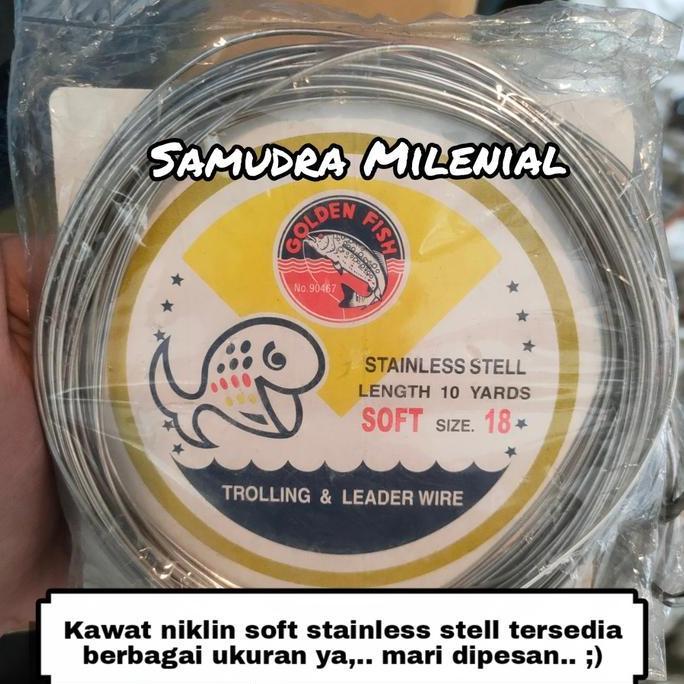 SAMUDRA MILENIAL
GOLDEN FISH
No.90467
STAINLESS STELL
LENGTH 10 YARDS
SOFT SIZE. 18
TROLLING & LEADER WIRE
Kawat niklin soft stainless stell tersedia
berbagai ukuran ya,.. mari dipesan.. ;)